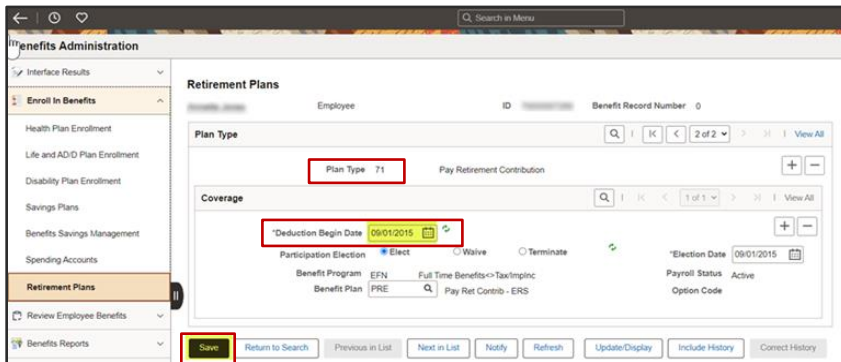 Search in Menu
Benefits Administration
Interface Results
Enroll In Benefits
Health Plan Enrollment
Life and AD/D Plan Enrollment
Disability Plan Enrollment
Savings Plans
Benefits Savings Management
Spending Accounts
Retirement Plans
Review Employee Benefits
Benefits Reports
Retirement Plans
Employee ID Benefit Record Number 0
Plan Type 2 of 2 View All
Plan Type 71 Pay Retirement Contribution
Coverage 1 of 1 View All
*Deduction Begin Date 09/01/2015
Participation Election Elect Waive Terminate *Election Date 09/01/2015
Benefit Program EFN Full Time Benefits<>Tax/ImpInc Payroll Status Active
Benefit Plan PRE Pay Ret Contrib - ERS Option Code
Save Return to Search Previous in List Next in List Notify Refresh Update/Display Include History Correct History